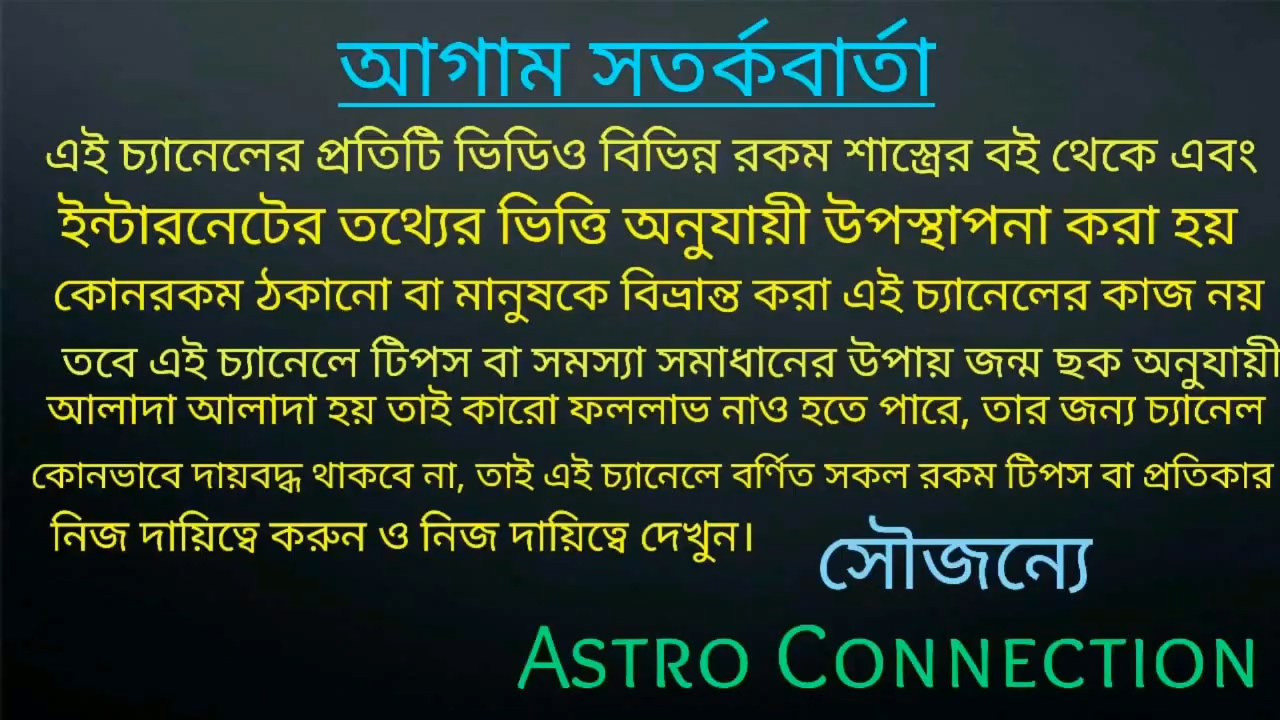 আগাম সতর্কবার্তা
এই চ্যানেলের প্রতিটি ভিডিও বিভিন্ন রকম শাস্ত্রের বই থেকে এবং
ইন্টারনেটের তথ্যের ভিত্তি অনুযায়ী উপস্থাপনা করা হয়
কোনরকম ঠকানো বা মানুষকে বিভ্রান্ত করা এই চ্যানেলের কাজ নয়
তবে এই চ্যানেলে টিপস বা সমস্যা সমাধানের উপায় জন্ম ছক অনুযায়ী
আলাদা আলাদা হয় তাই কারো ফললাভ নাও হতে পারে, তার জন্য চ্যানেল
কোনভাবে দায়বদ্ধ থাকবে না, তাই এই চ্যানেলে বর্ণিত সকল রকম টিপস বা প্রতিকার
নিজ দায়িত্বে করুন ও নিজ দায়িত্বে দেখুন।
সৌজন্যে
ASTRO CONNECTION